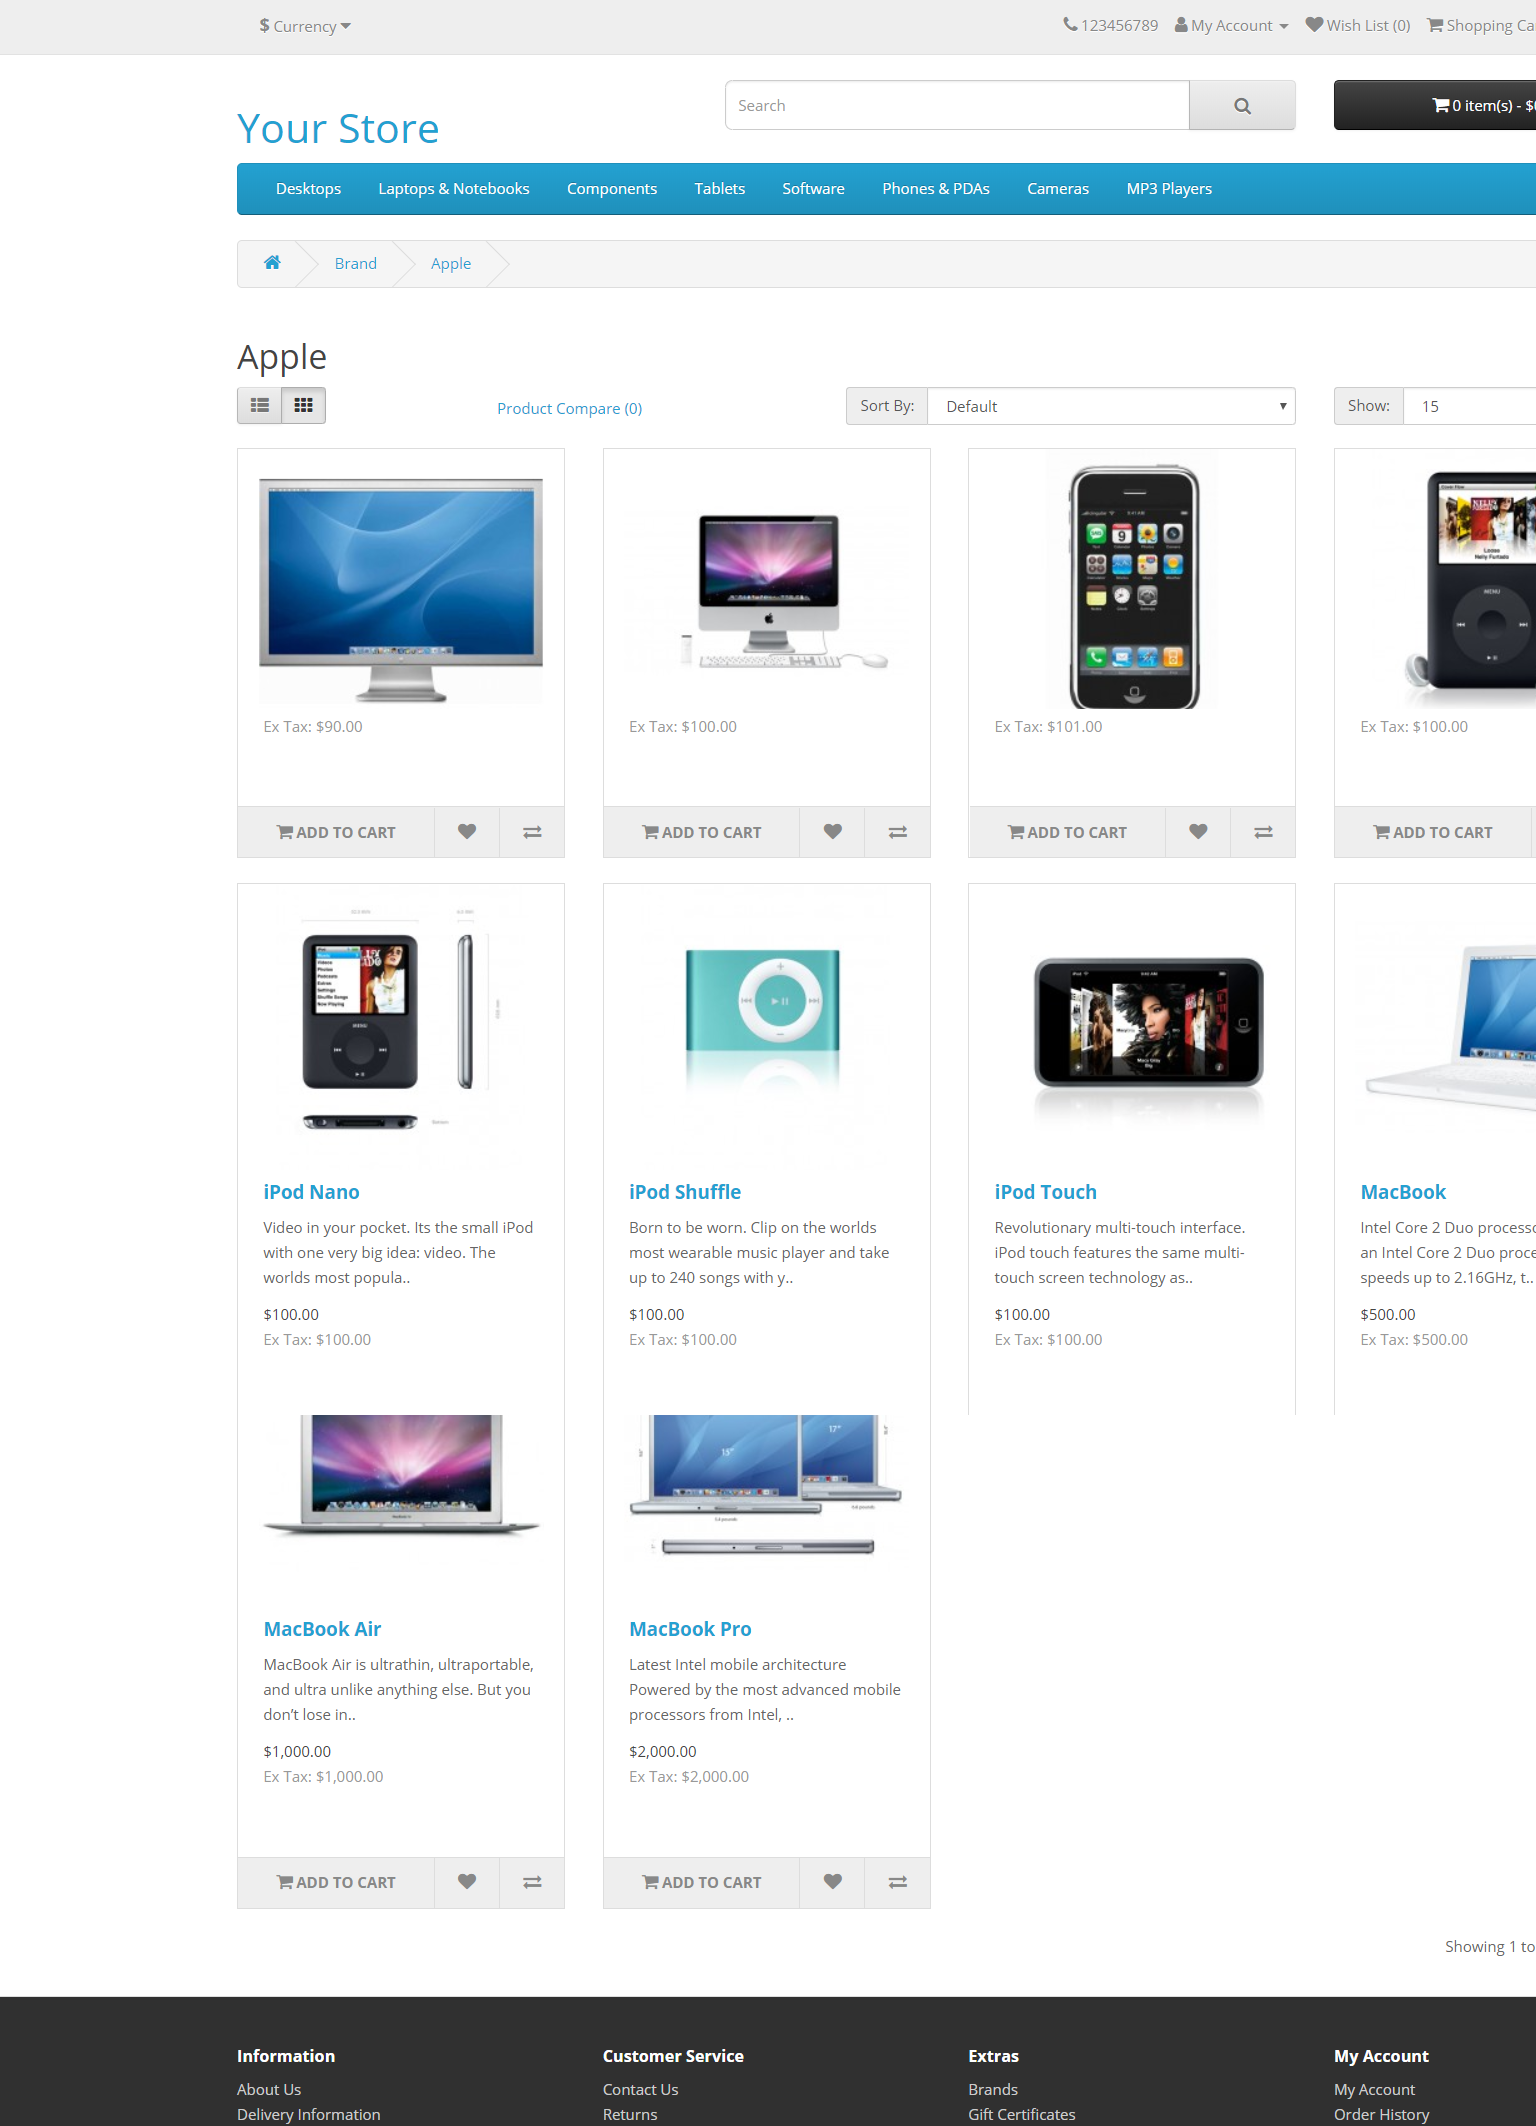 $ Currency
123456789 My Account Wish List (0) Shopping Ca
Your Store
Search
0 item(s) - $
Desktops Laptops & Notebooks Components Tablets Software Phones & PDAs Cameras MP3 Players
Brand Apple
Apple
Product Compare (0)
Sort By: Default
Show: 15
Ex Tax: $90.00
Ex Tax: $100.00
Ex Tax: $101.00
Ex Tax: $100.00
ADD TO CART
ADD TO CART
ADD TO CART
ADD TO CART
iPod Nano
Video in your pocket. Its the small iPod
with one very big idea: video. The
worlds most popula..
$100.00
Ex Tax: $100.00
iPod Shuffle
Born to be worn. Clip on the worlds
most wearable music player and take
up to 240 songs with y..
$100.00
Ex Tax: $100.00
iPod Touch
Revolutionary multi-touch interface.
iPod touch features the same multi-
touch screen technology as..
$100.00
Ex Tax: $100.00
MacBook
Intel Core 2 Duo process
an Intel Core 2 Duo proce
speeds up to 2.16GHz, t..
$500.00
Ex Tax: $500.00
15"
17"
MacBook Air
MacBook Air is ultrathin, ultraportable,
and ultra unlike anything else. But you
don’t lose in..
$1,000.00
Ex Tax: $1,000.00
MacBook Pro
Latest Intel mobile architecture
Powered by the most advanced mobile
processors from Intel, ..
$2,000.00
Ex Tax: $2,000.00
ADD TO CART
ADD TO CART
Showing 1 to
Information
About Us
Delivery Information
Customer Service
Contact Us
Returns
Extras
Brands
Gift Certificates
My Account
My Account
Order History